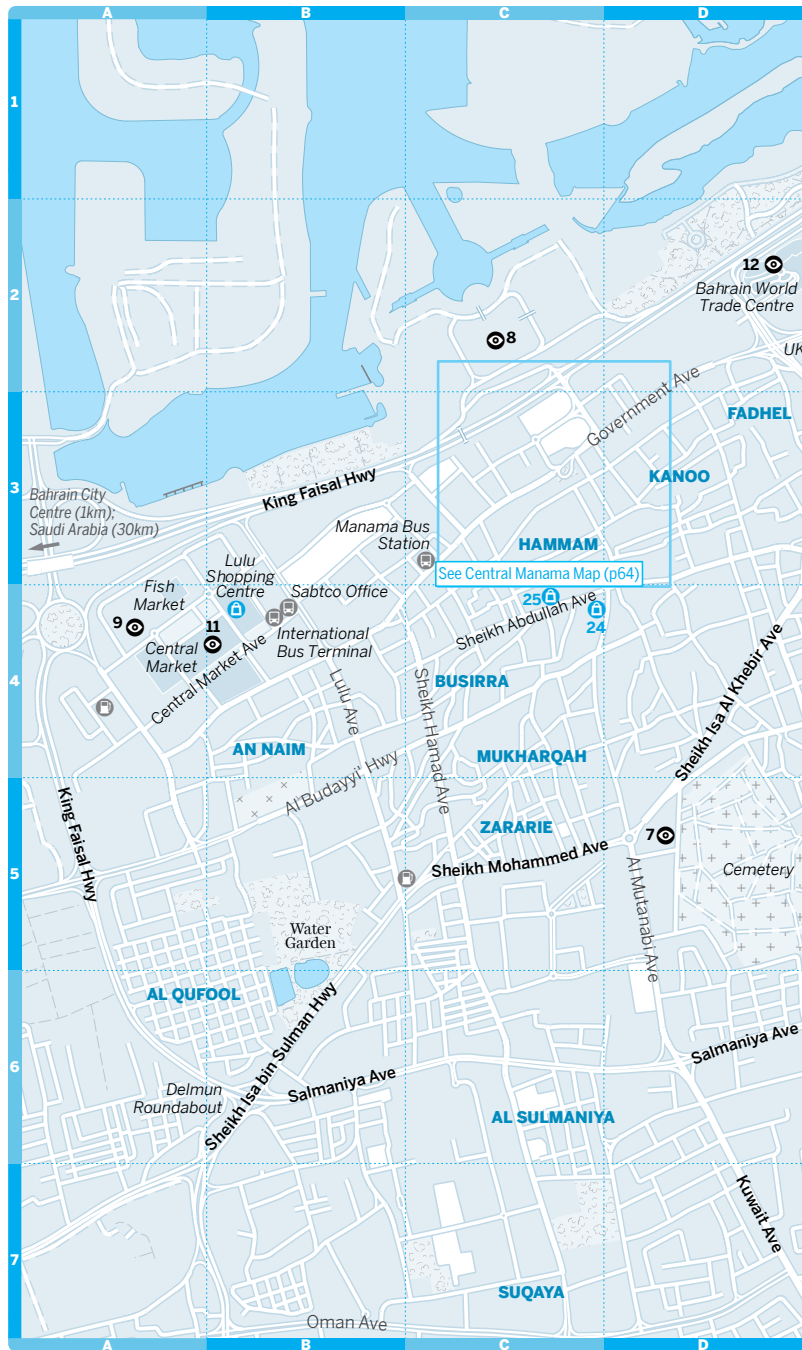 A
B
C
D
1
2
12
Bahrain World
Trade Centre
8
UK
Government Ave
FADHEL
3
KANOO
King Faisal Hwy
Bahrain City
Centre (1km);
Saudi Arabia (30km)
Manama Bus
Station
HAMMAM
See Central Manama Map (p64)
Lulu
Shopping
Centre
Fish
Market
Sabtco Office
25
24
Sheikh Abdullah Ave
9
11
Central
Market
International
Bus Terminal
Central Market Ave
4
Lulu Ave
Sheikh Hamad Ave
BUSIRRA
Sheikh Isa Al Khebir Ave
AN NAIM
MUKHARQAH
Al Budayyi' Hwy
King Faisal Hwy
ZARARIE
7
5
Sheikh Mohammed Ave
Al Mutanabi Ave
Cemetery
Water
Garden
AL QUFOOL
Sheikh Isa bin Sulman Hwy
6
Salmaniya Ave
Salmaniya Ave
Delmun
Roundabout
AL SULMANIYA
Kuwait Ave
7
SUQAYA
Oman Ave
A
B
C
D